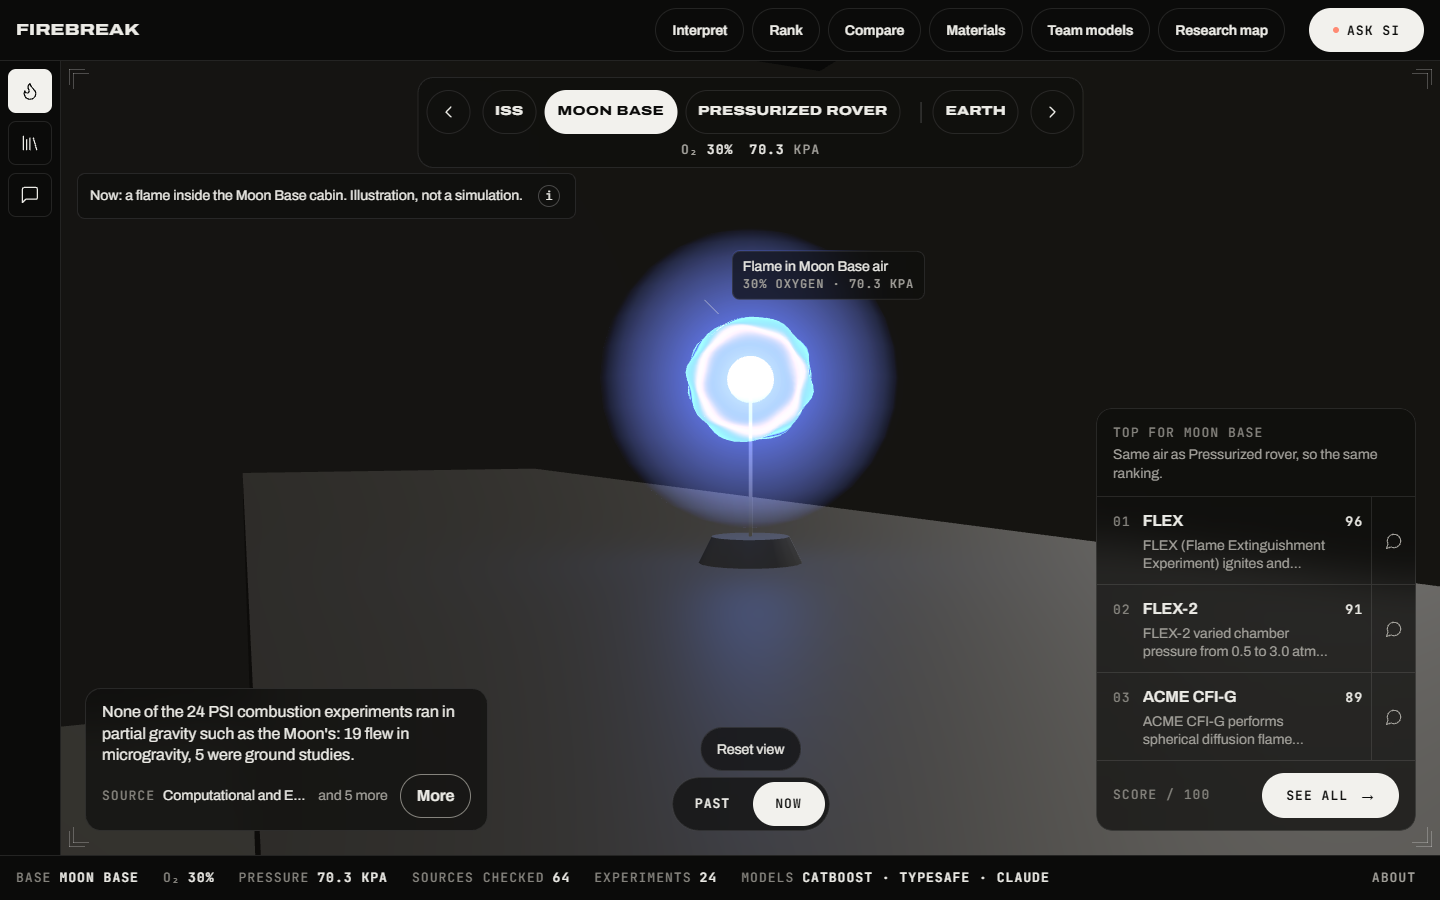 FIREBREAK
Interpret
Rank
Compare
Materials
Team models
Research map
ASK SI
ISS
MOON BASE
PRESSURIZED ROVER
EARTH
O₂ 30% 70.3 KPA
Now: a flame inside the Moon Base cabin. Illustration, not a simulation.
i
Flame in Moon Base air
30% OXYGEN · 70.3 KPA
TOP FOR MOON BASE
Same air as Pressurized rover, so the same
ranking.
01 FLEX 96
FLEX (Flame Extinguishment
Experiment) ignites and...
02 FLEX-2 91
FLEX-2 varied chamber
pressure from 0.5 to 3.0 atm...
03 ACME CFI-G 89
ACME CFI-G performs
spherical diffusion flame...
SCORE / 100
SEE ALL →
None of the 24 PSI combustion experiments ran in
partial gravity such as the Moon's: 19 flew in
microgravity, 5 were ground studies.
SOURCE Computational and E... and 5 more
More
Reset view
PAST
NOW
BASE MOON BASE O₂ 30% PRESSURE 70.3 KPA SOURCES CHECKED 64 EXPERIMENTS 24 MODELS CATBOOST · TYPESAFE · CLAUDE
ABOUT